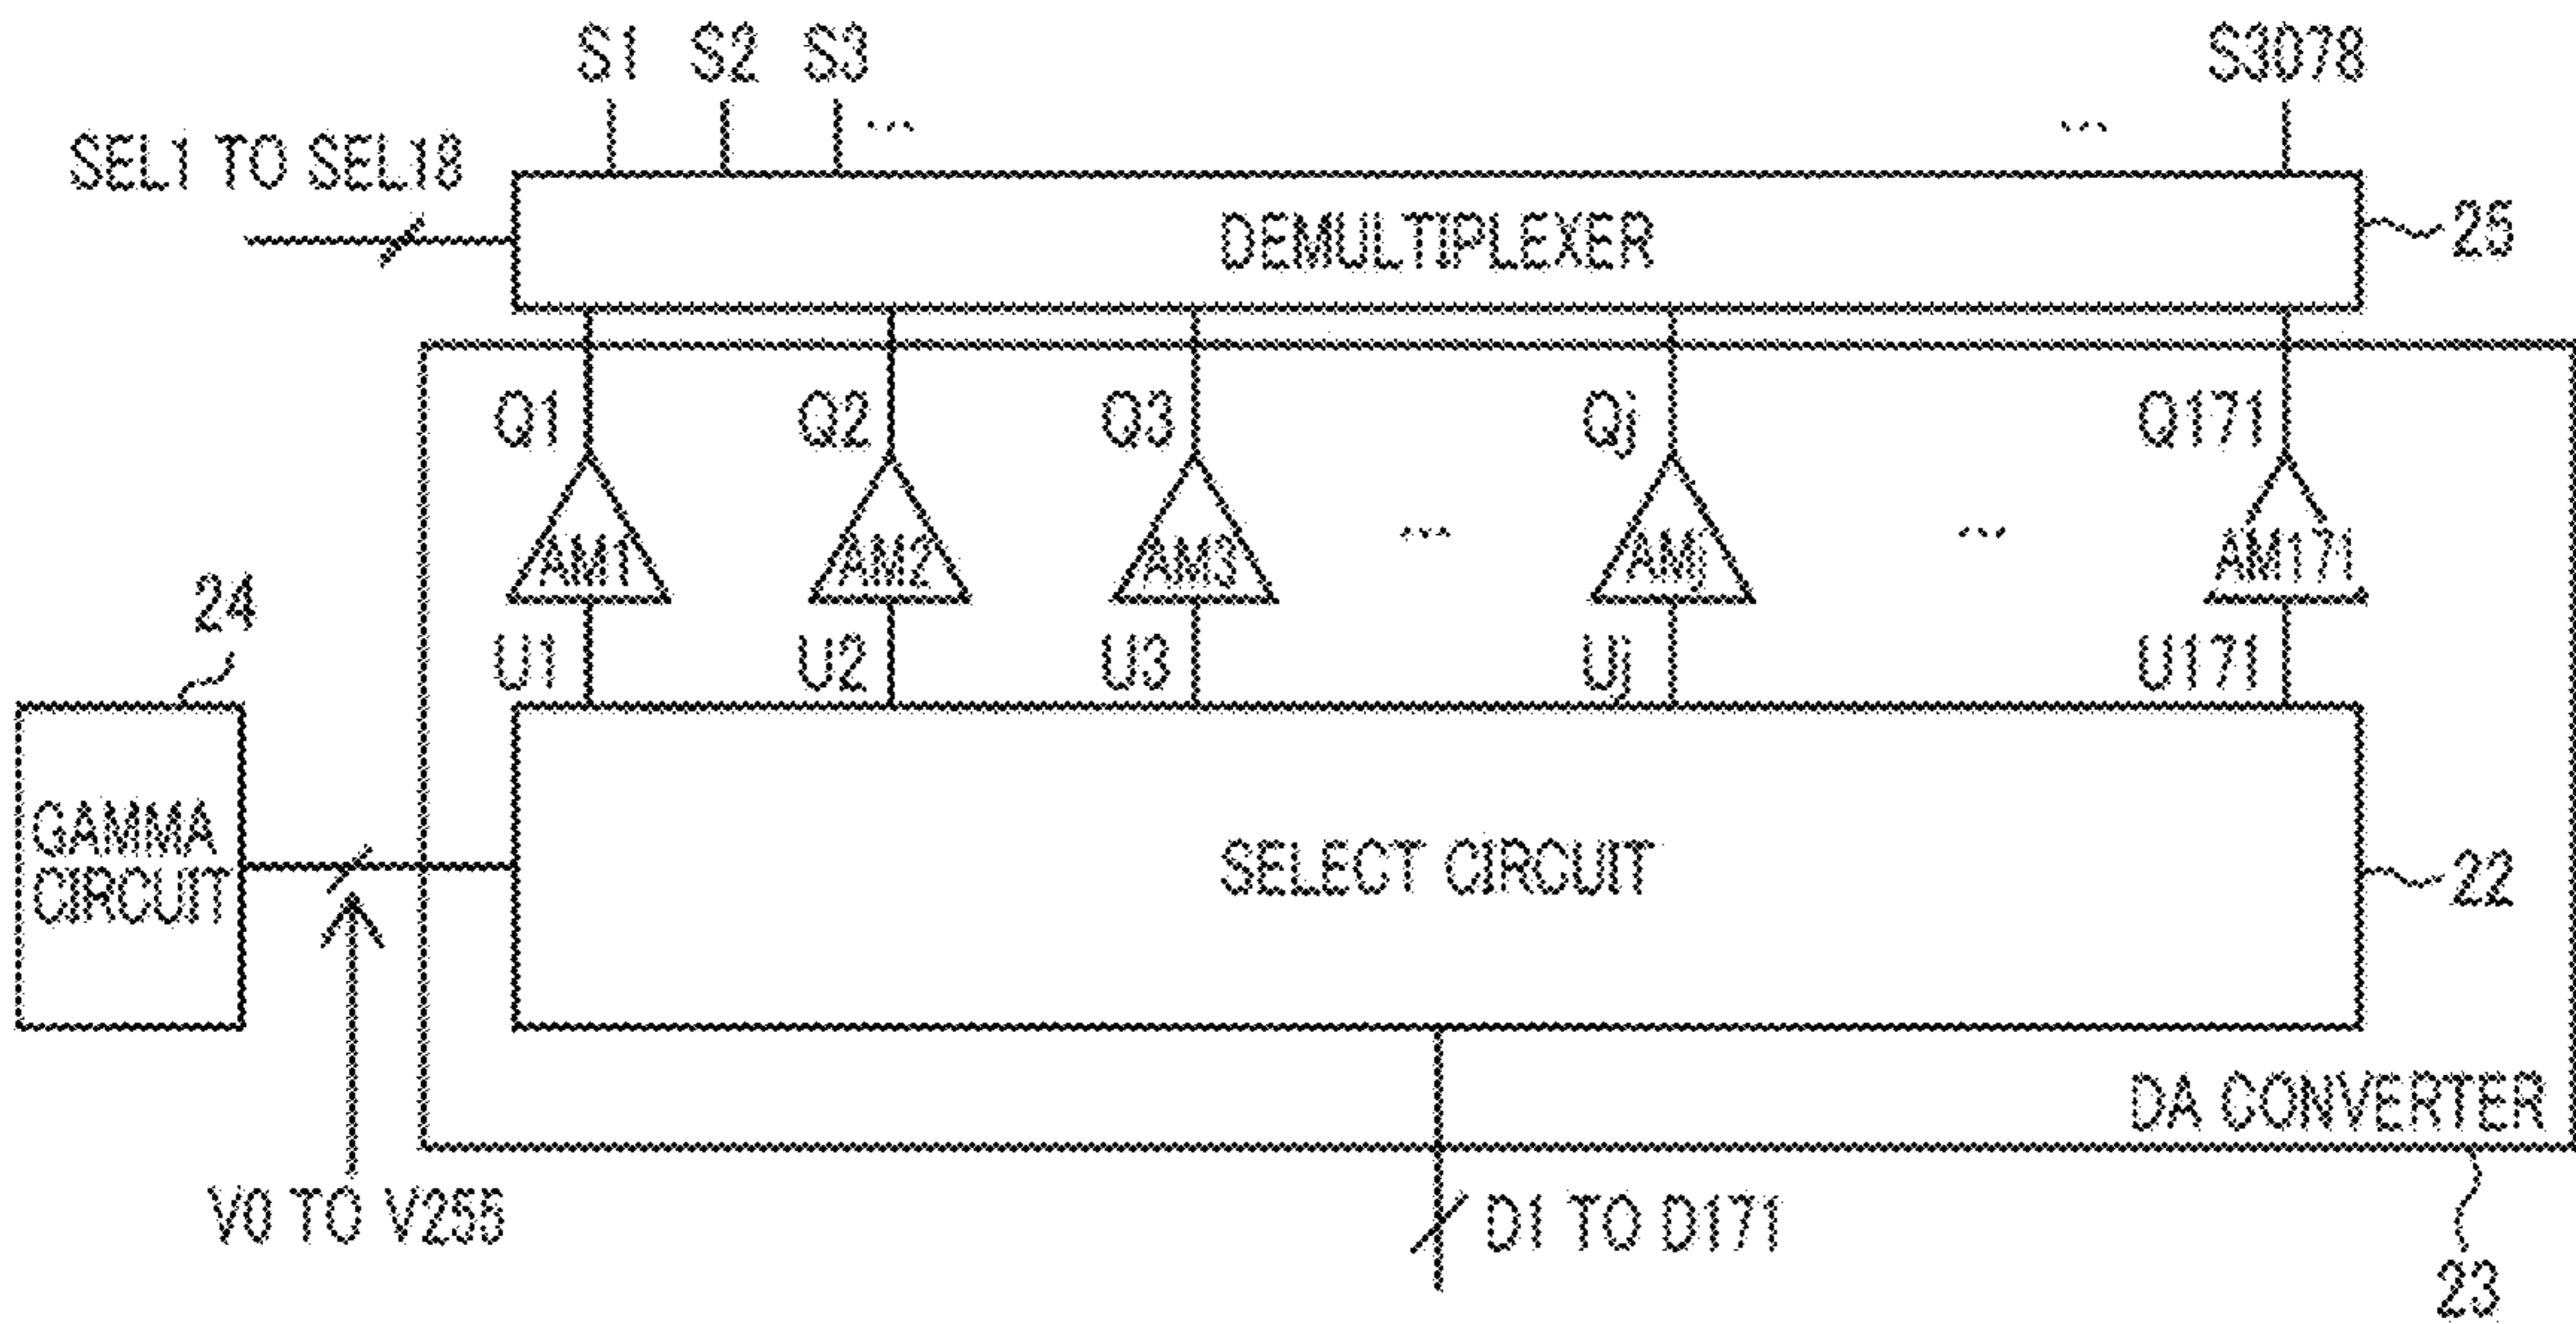 S1 S2 S3 ... ... S3078
SEL1 TO SEL18
DEMULTIPLEXER
25
Q1 Q2 Q3 Qj Q171
AM1 AM2 AM3 ... AMj ... AM171
24
U1 U2 U3 Uj U171
GAMMA
CIRCUIT
SELECT CIRCUIT
22
DA CONVERTER
V0 TO V255
D1 TO D171
23